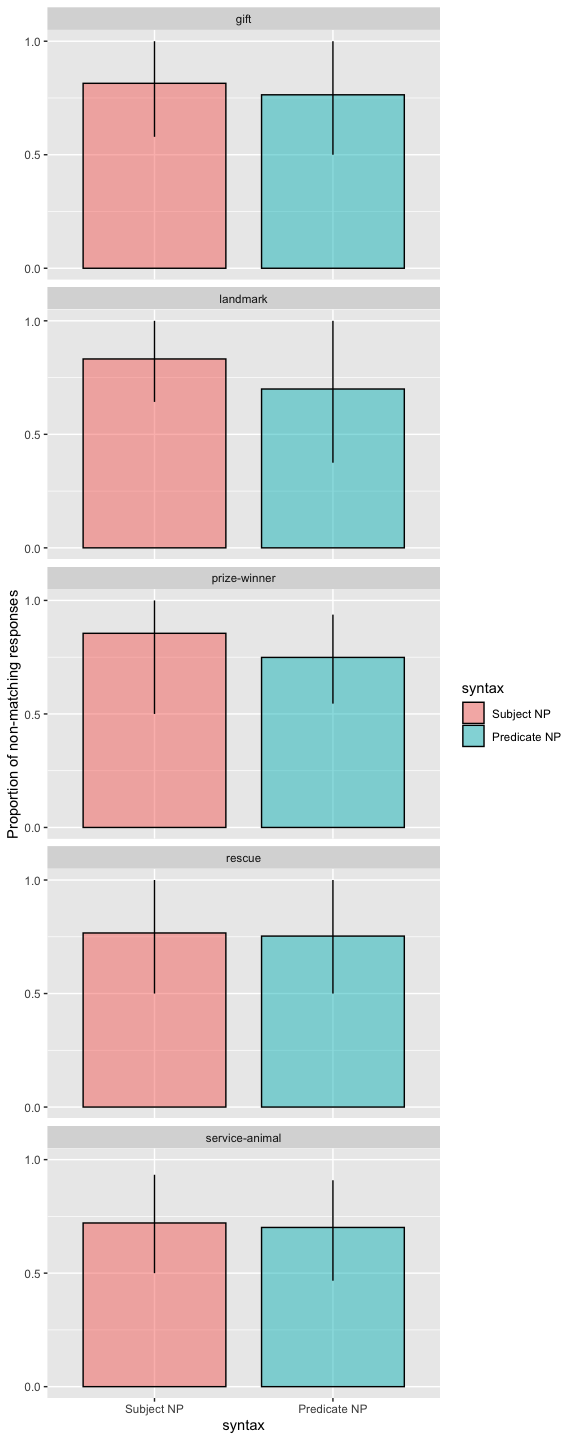 gift
1.0
0.5
0.0
landmark
1.0
0.5
0.0
prize-winner
1.0
0.5
0.0
rescue
1.0
0.5
0.0
service-animal
1.0
0.5
0.0
Proportion of non-matching responses
Subject NP
Predicate NP
syntax
syntax
Subject NP
Predicate NP